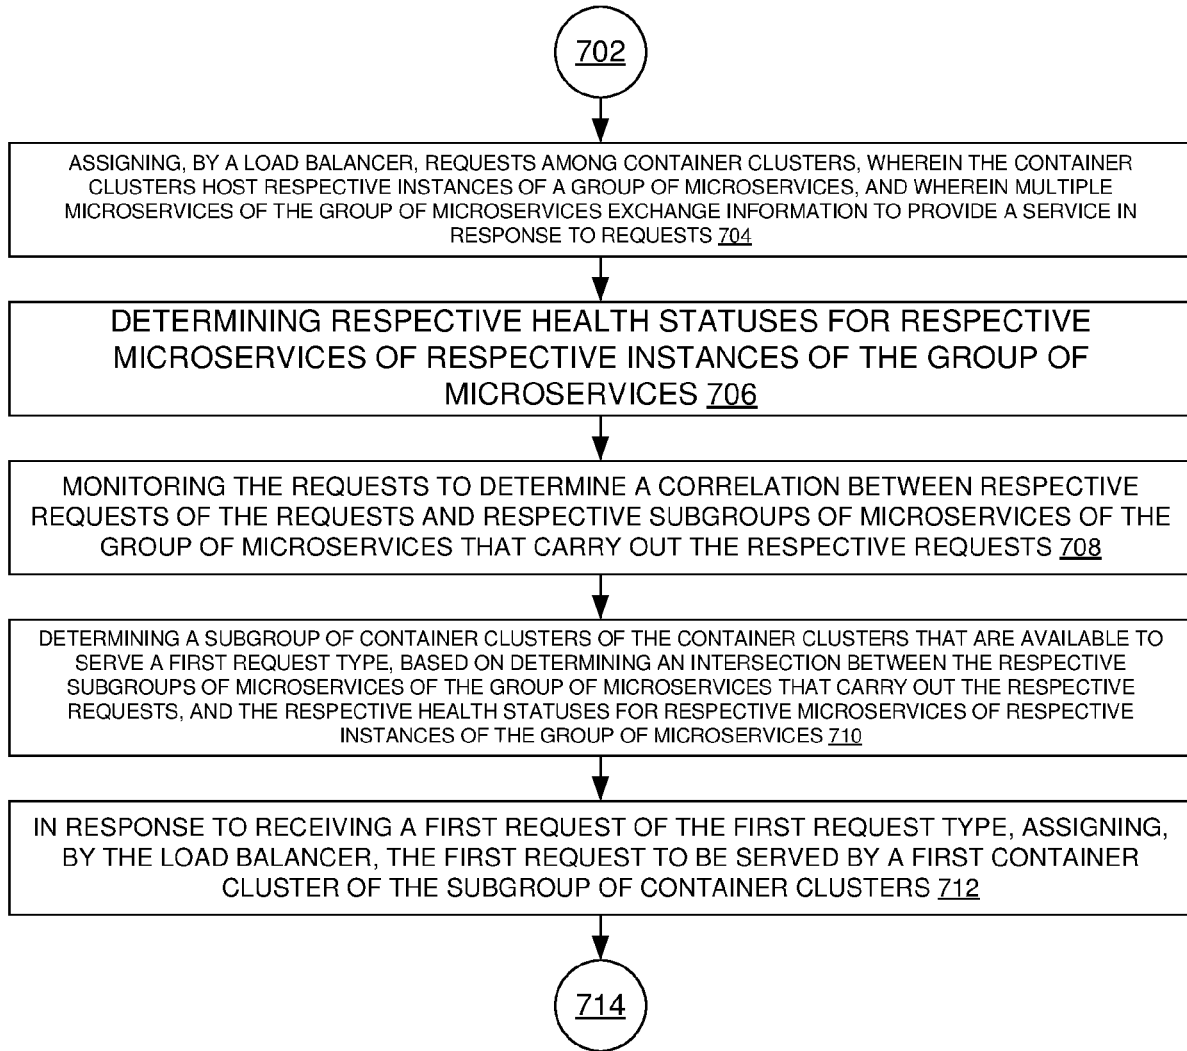 702
ASSIGNING, BY A LOAD BALANCER, REQUESTS AMONG CONTAINER CLUSTERS, WHEREIN THE CONTAINER
CLUSTERS HOST RESPECTIVE INSTANCES OF A GROUP OF MICROSERVICES, AND WHEREIN MULTIPLE
MICROSERVICES OF THE GROUP OF MICROSERVICES EXCHANGE INFORMATION TO PROVIDE A SERVICE IN
RESPONSE TO REQUESTS 704
DETERMINING RESPECTIVE HEALTH STATUSES FOR RESPECTIVE
MICROSERVICES OF RESPECTIVE INSTANCES OF THE GROUP OF
MICROSERVICES 706
MONITORING THE REQUESTS TO DETERMINE A CORRELATION BETWEEN RESPECTIVE
REQUESTS OF THE REQUESTS AND RESPECTIVE SUBGROUPS OF MICROSERVICES OF THE
GROUP OF MICROSERVICES THAT CARRY OUT THE RESPECTIVE REQUESTS 708
DETERMINING A SUBGROUP OF CONTAINER CLUSTERS OF THE CONTAINER CLUSTERS THAT ARE AVAILABLE TO
SERVE A FIRST REQUEST TYPE, BASED ON DETERMINING AN INTERSECTION BETWEEN THE RESPECTIVE
SUBGROUPS OF MICROSERVICES OF THE GROUP OF MICROSERVICES THAT CARRY OUT THE RESPECTIVE
REQUESTS, AND THE RESPECTIVE HEALTH STATUSES FOR RESPECTIVE MICROSERVICES OF RESPECTIVE
INSTANCES OF THE GROUP OF MICROSERVICES 710
IN RESPONSE TO RECEIVING A FIRST REQUEST OF THE FIRST REQUEST TYPE, ASSIGNING,
BY THE LOAD BALANCER, THE FIRST REQUEST TO BE SERVED BY A FIRST CONTAINER
CLUSTER OF THE SUBGROUP OF CONTAINER CLUSTERS 712
714